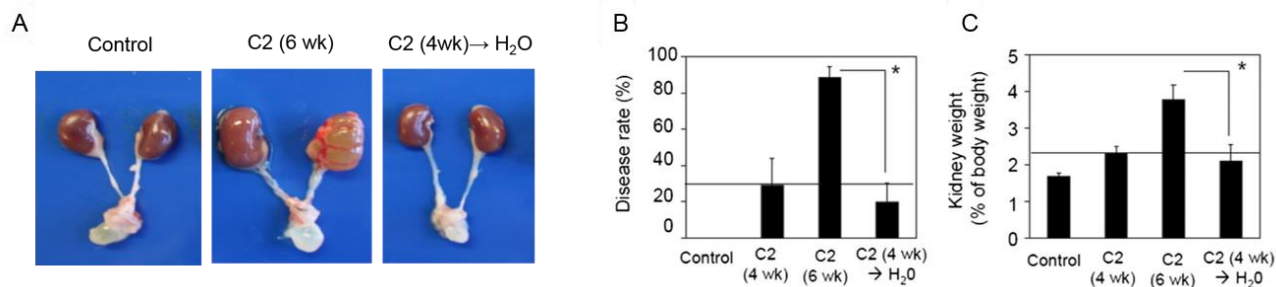 A
Control
C2 (6 wk)
C2 (4wk)→ H₂O
B
Disease rate (%)
100
80
60
40
20
0
Control
C2
(4 wk)
C2
(6 wk)
C2 (4 wk)
→ H₂0
*
C
Kidney weight
(% of body weight)
5
4
3
2
1
0
Control
C2
(4 wk)
C2
(6 wk)
C2 (4 wk)
→ H₂0
*